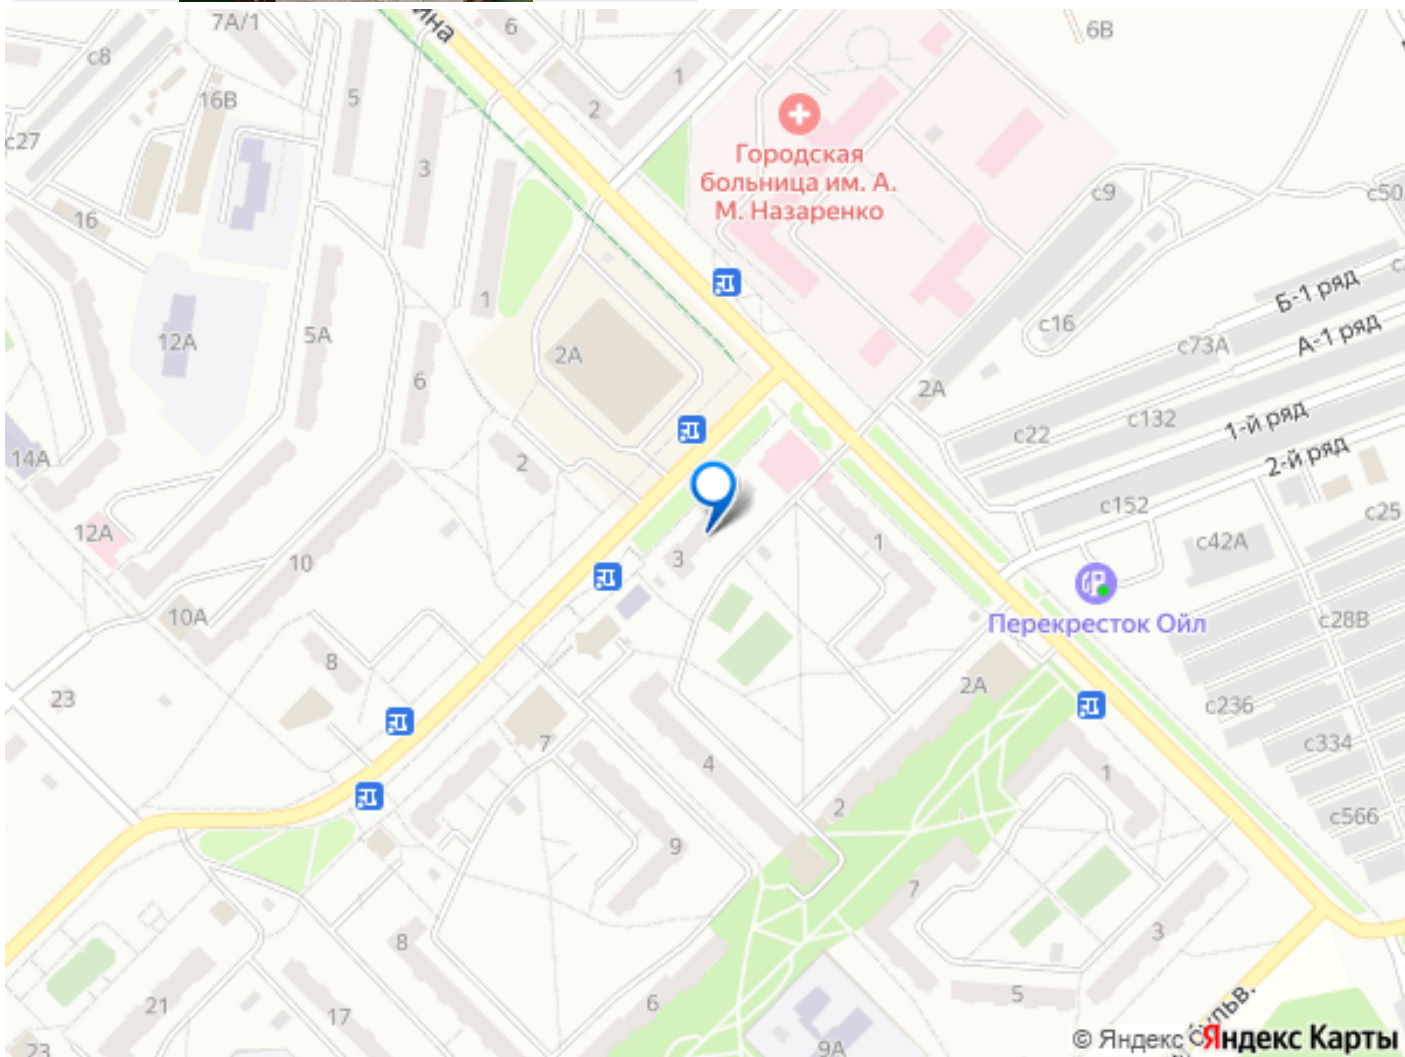 7А/1
6
6В
с8
5
1
16В
2
с27
3
Городская
больница им. А.
М. Назаренко
с9
16
с50
Б-1 ряд
1
с16
12А
5А
2А
с73А
А-1 ряд
6
2А
с132
с22
1-й ряд
14А
2
2-й ряд
с152
с25
12А
1
с42А
10
3
10А
Перекресток Ойл
с28В
8
23
2А
с236
7
4
с334
1
2
с566
9
7
8
3
21
17
6
5
23
9А
© Яндекс
Яндекс Карты